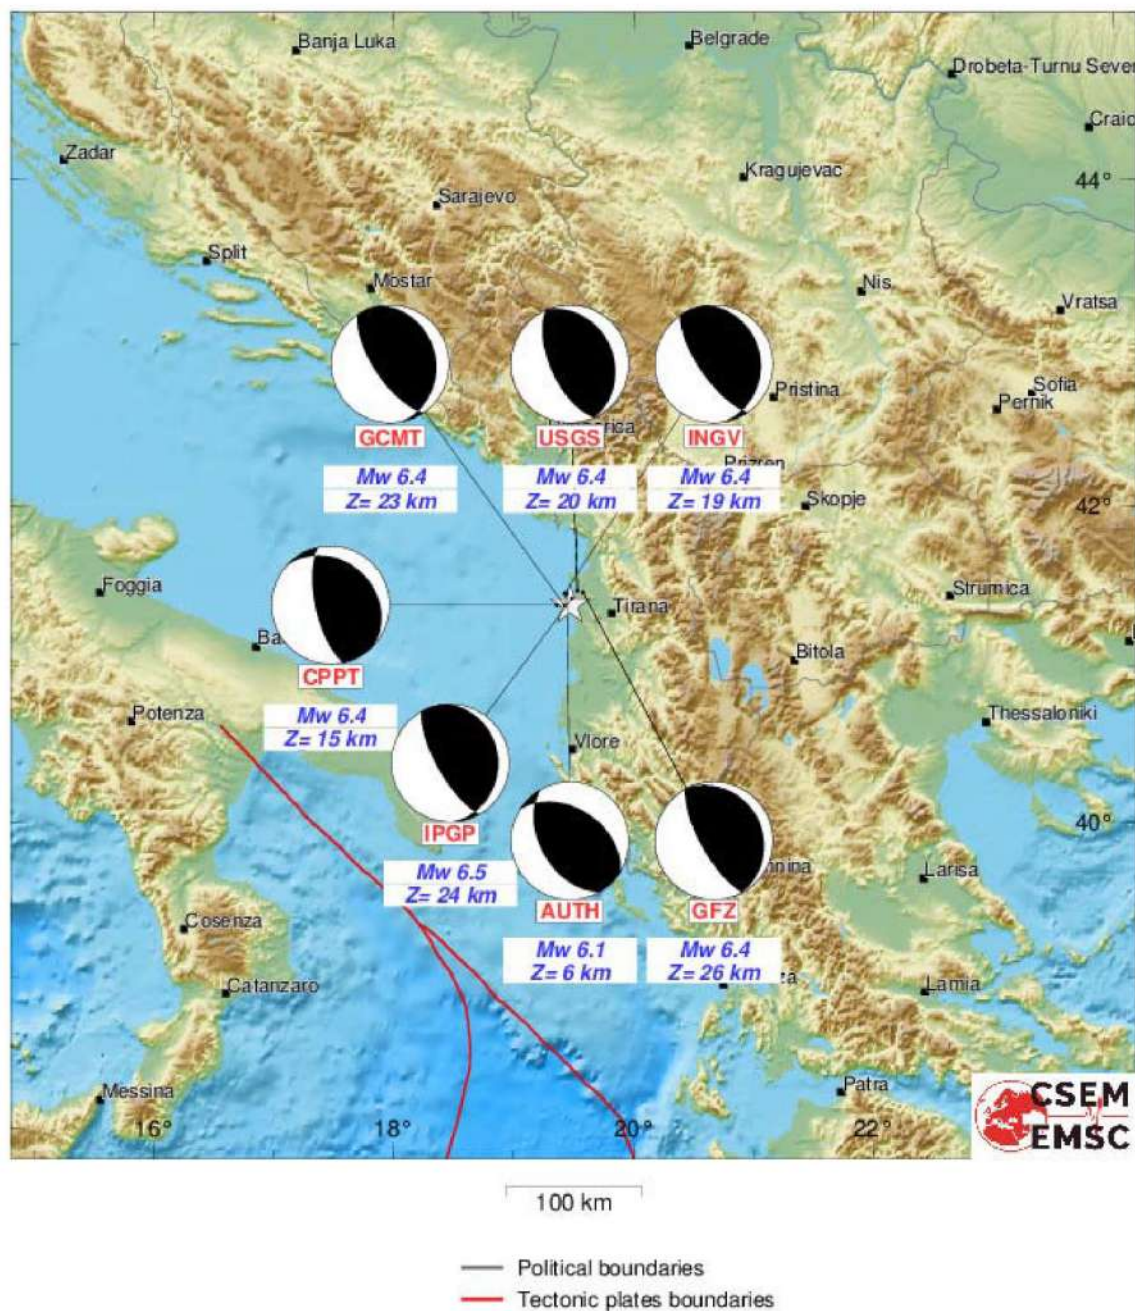 Banja Luka
Belgrade
Drobeta-Turnu Sever
Craio
Zadar
Kragujevac
44°
Sarajevo
Split
Mostar
Nis
Vratsa
Pristina
Sofia
Pernik
GCMT
USGS
INGV
Mw 6.4
Z= 23 km
Mw 6.4
Z= 20 km
Mw 6.4
Z= 19 km
Skopje
42°
Foggia
Tirana
Strumica
Bitola
CPPT
Mw 6.4
Z= 15 km
Potenza
Thessaloniki
Vlore
IPGP
Mw 6.5
Z= 24 km
40°
Larisa
AUTH
GFZ
Mw 6.1
Z= 6 km
Mw 6.4
Z= 26 km
Cosenza
Catanzaro
Lamia
Messina
Patra
16°
18°
20°
22°
CSEM
EMSC
100 km
Political boundaries
Tectonic plates boundaries